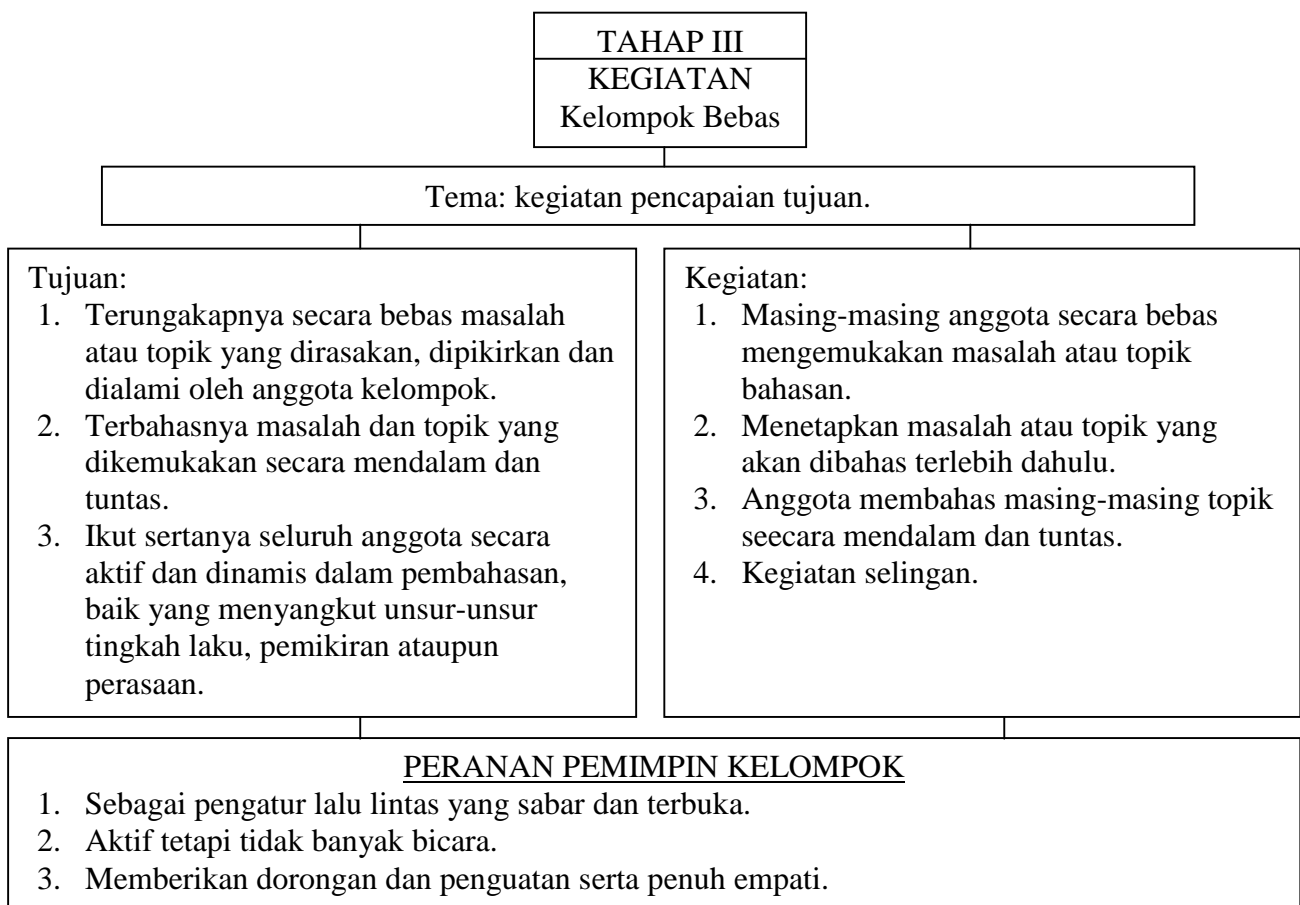 TAHAP III
KEGIATAN
Kelompok Bebas
Tema: kegiatan pencapaian tujuan.
Tujuan:
1. Terungakapnya secara bebas masalah
atau topik yang dirasakan, dipikirkan dan
dialami oleh anggota kelompok.
2. Terbahasnya masalah dan topik yang
dikemukakan secara mendalam dan
tuntas.
3. Ikut sertanya seluruh anggota secara
aktif dan dinamis dalam pembahasan,
baik yang menyangkut unsur-unsur
tingkah laku, pemikiran ataupun
perasaan.
Kegiatan:
1. Masing-masing anggota secara bebas
mengemukakan masalah atau topik
bahasan.
2. Menetapkan masalah atau topik yang
akan dibahas terlebih dahulu.
3. Anggota membahas masing-masing topik
seecara mendalam dan tuntas.
4. Kegiatan selingan.
PERANAN PEMIMPIN KELOMPOK
1. Sebagai pengatur lalu lintas yang sabar dan terbuka.
2. Aktif tetapi tidak banyak bicara.
3. Memberikan dorongan dan penguatan serta penuh empati.